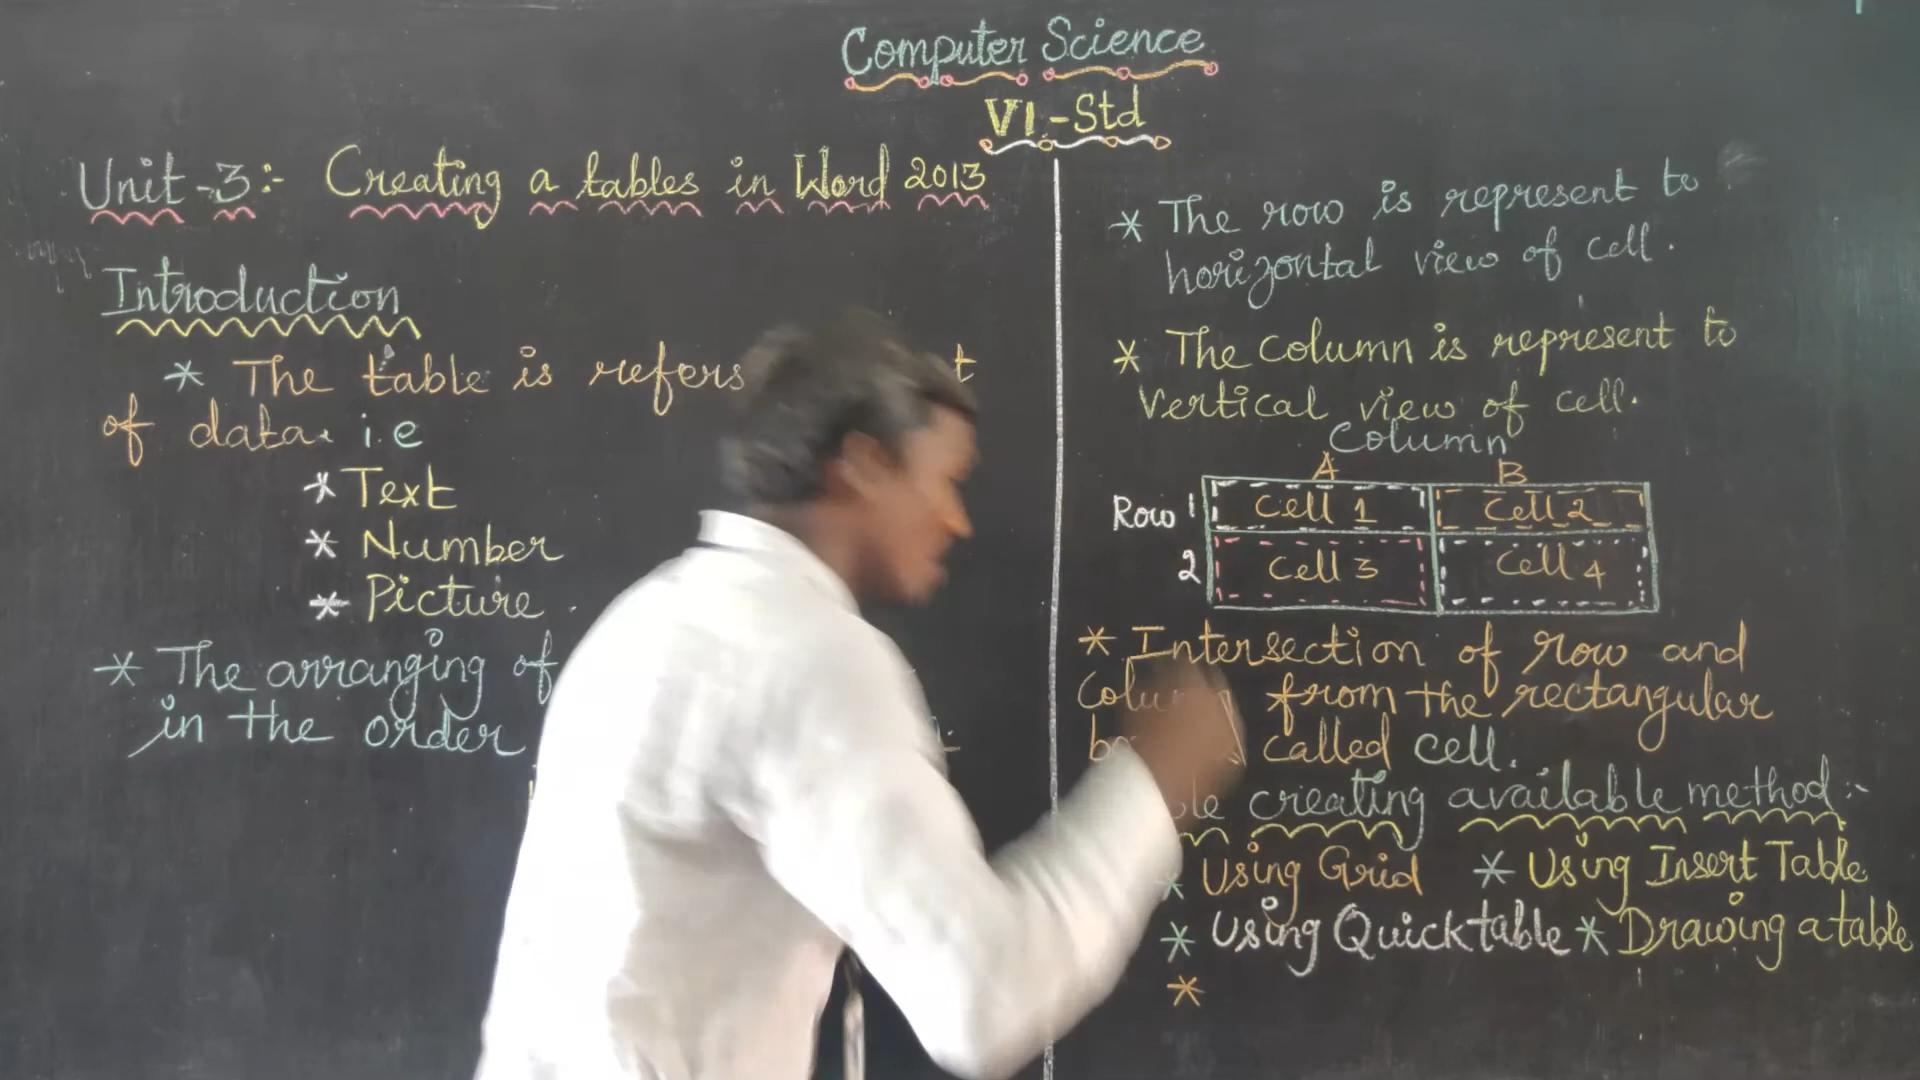 Computer Science
VI-Std
Unit-3:- Creating a tables in Word 2013
Introduction
* The table is refers
of data. i.e
* Text
* Number
* Picture
* The arranging of
in the order
* The row is represent to
horizontal view of cell.
* The column is represent to
Vertical view of cell.
Column
A B
Row 1 Cell 1 Cell 2
2 Cell 3 Cell 4
* Intersection of row and
from the rectangular
called cell.
creating available method:-
* Using Grid * Using Insert Table
* Using Quick table * Drawing a table
*